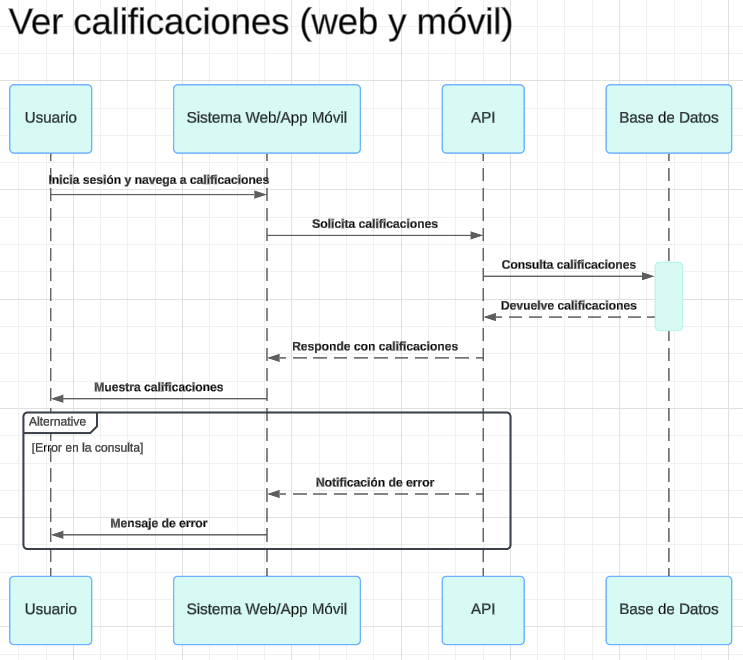 Ver calificaciones (web y móvil)
Usuario
Sistema Web/App Móvil
API
Base de Datos
Inicia sesión y navega a calificaciones
Solicita calificaciones
Consulta calificaciones
Devuelve calificaciones
Responde con calificaciones
Muestra calificaciones
Alternative
[Error en la consulta]
Notificación de error
Mensaje de error
Usuario
Sistema Web/App Móvil
API
Base de Datos